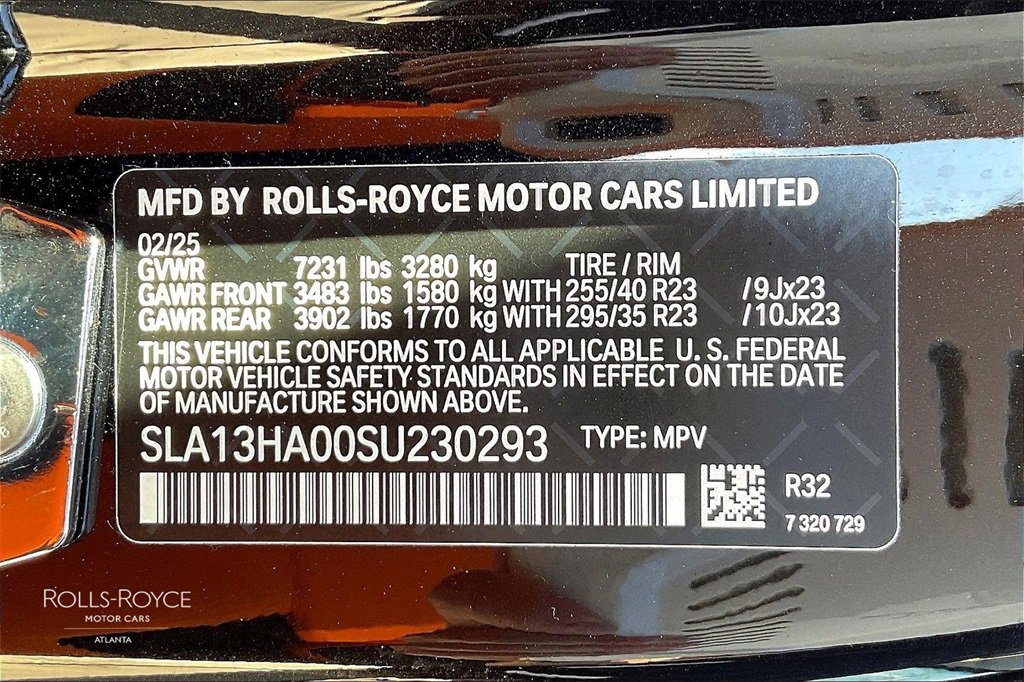 MFD BY ROLLS-ROYCE MOTOR CARS LIMITED
02/25
GVWR 7231 lbs 3280 kg TIRE / RIM
GAWR FRONT 3483 lbs 1580 kg WITH 255/40 R23 /9Jx23
GAWR REAR 3902 lbs 1770 kg WITH 295/35 R23 /10Jx23
THIS VEHICLE CONFORMS TO ALL APPLICABLE U. S. FEDERAL
MOTOR VEHICLE SAFETY STANDARDS IN EFFECT ON THE DATE
OF MANUFACTURE SHOWN ABOVE.
SLA13HA00SU230293 TYPE: MPV
R32
7 320 729
ROLLS-ROYCE
MOTOR CARS
ATLANTA